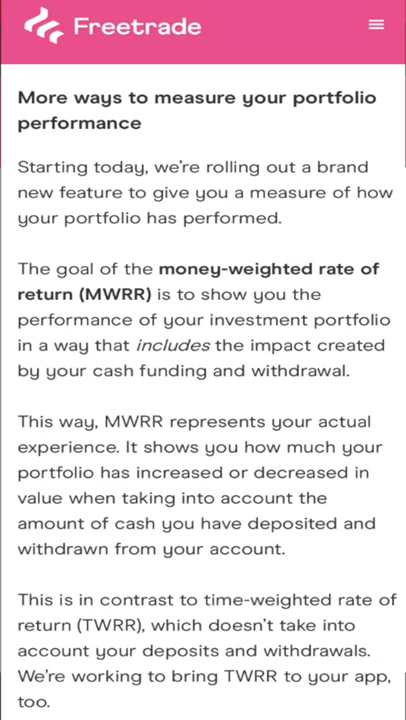 Freetrade
More ways to measure your portfolio
performance
Starting today, we're rolling out a brand
new feature to give you a measure of how
your portfolio has performed.
The goal of the money-weighted rate of
return (MWRR) is to show you the
performance of your investment portfolio
in a way that includes the impact created
by your cash funding and withdrawal.
This way, MWRR represents your actual
experience. It shows you how much your
portfolio has increased or decreased in
value when taking into account the
amount of cash you have deposited and
withdrawn from your account.
This is in contrast to time-weighted rate of
return (TWRR), which doesn't take into
account your deposits and withdrawals.
We're working to bring TWRR to your app,
too.